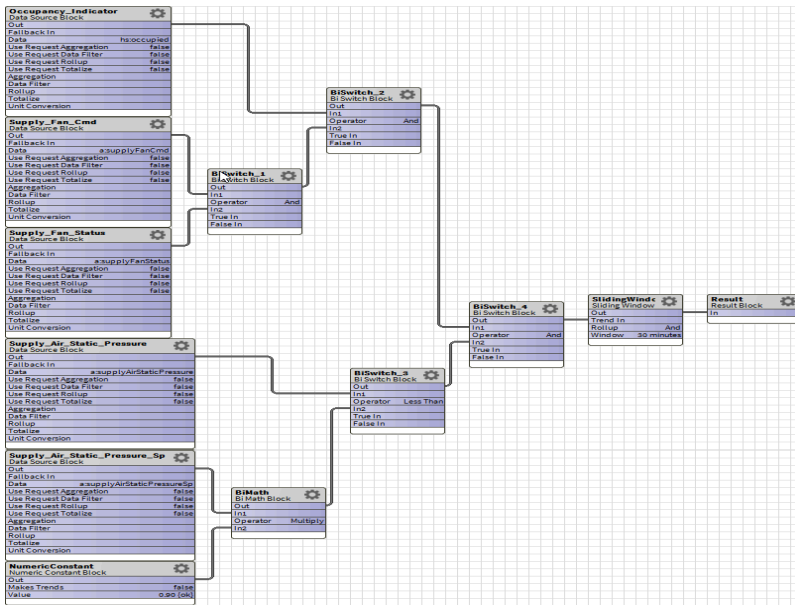 Occupancy_Indicator
Data Source Block
Out
Fallback In
Data hs:occupied
Use Request Aggregation false
Use Request Data Filter false
Use Request Rollup false
Use Request Totalize false
Aggregation
Data Filter
Rollup
Totalize
Unit Conversion
Supply_Fan_Cmd
Data Source Block
Out
Fallback In
Data a:supplyFanCmd
Use Request Aggregation false
Use Request Data Filter false
Use Request Rollup false
Use Request Totalize false
Aggregation
Data Filter
Rollup
Totalize
Unit Conversion
Supply_Fan_Status
Data Source Block
Out
Fallback In
Data a:supplyFanStatus
Use Request Aggregation false
Use Request Data Filter false
Use Request Rollup false
Use Request Totalize false
Aggregation
Data Filter
Rollup
Totalize
Unit Conversion
Supply_Air_Static_Pressure
Data Source Block
Out
Fallback In
Data a:supplyAirStaticPressure
Use Request Aggregation false
Use Request Data Filter false
Use Request Rollup false
Use Request Totalize false
Aggregation
Data Filter
Rollup
Totalize
Unit Conversion
Supply_Air_Static_Pressure_Sp
Data Source Block
Out
Fallback In
Data a:supplyAirStaticPressureSp
Use Request Aggregation false
Use Request Data Filter false
Use Request Rollup false
Use Request Totalize false
Aggregation
Data Filter
Rollup
Totalize
Unit Conversion
NumericConstant
Numeric Constant Block
Out
Makes Trends false
Value 0.90 {ok}
BiSwitch_1
Bi Switch Block
Out
In1
Operator And
In2
True In
False In
BiMath
Bi Math Block
Out
In1
Operator Multiply
In2
BiSwitch_2
Bi Switch Block
Out
In1
Operator And
In2
True In
False In
BiSwitch_3
Bi Switch Block
Out
In1
Operator Less Than
In2
True In
False In
BiSwitch_4
Bi Switch Block
Out
In1
Operator And
In2
True In
False In
SlidingWindo
Sliding Window
Out
Trend In
Rollup And
Window 30 minutes
Result
Result Block
In